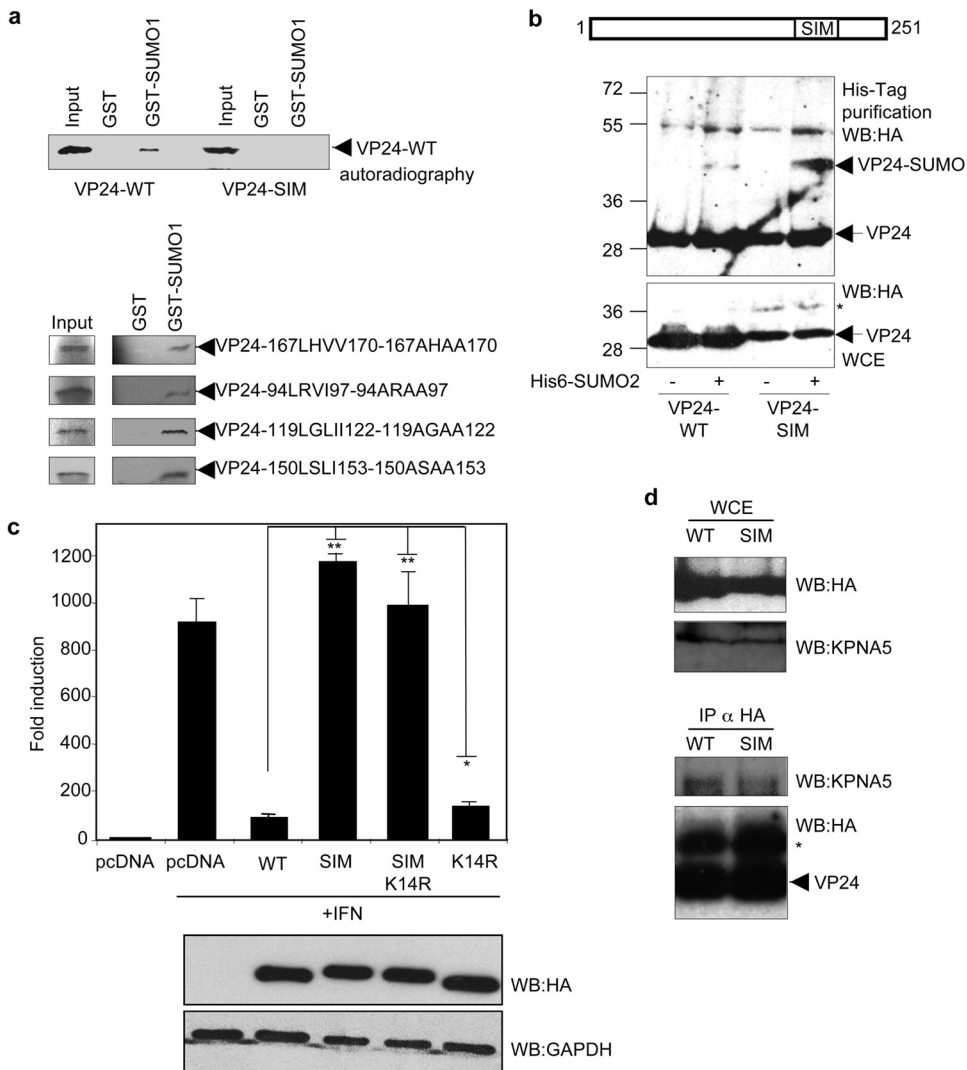 a
Input
GST
GST-SUMO1
Input
GST
GST-SUMO1
VP24-WT
autoradiography
VP24-WT
VP24-SIM
Input
GST
GST-SUMO1
VP24-167LHVV170-167AHAA170
VP24-94LRVI97-94ARAA97
VP24-119LGLII122-119AGAA122
VP24-150LSLI153-150ASAA153
b
1 SIM 251
72
55
36
28
His-Tag
purification
WB:HA
VP24-SUMO
VP24
36
28
WB:HA
*
VP24
WCE
His6-SUMO2 - + - +
VP24-
WT
VP24-
SIM
c
Fold induction
1200
1000
800
600
400
200
0
**
**
*
pcDNA pcDNA WT SIM SIM K14R
K14R
+IFN
WB:HA
WB:GAPDH
d
WCE
WT SIM
WB:HA
WB:KPNA5
IP α HA
WT SIM
WB:KPNA5
WB:HA
*
VP24